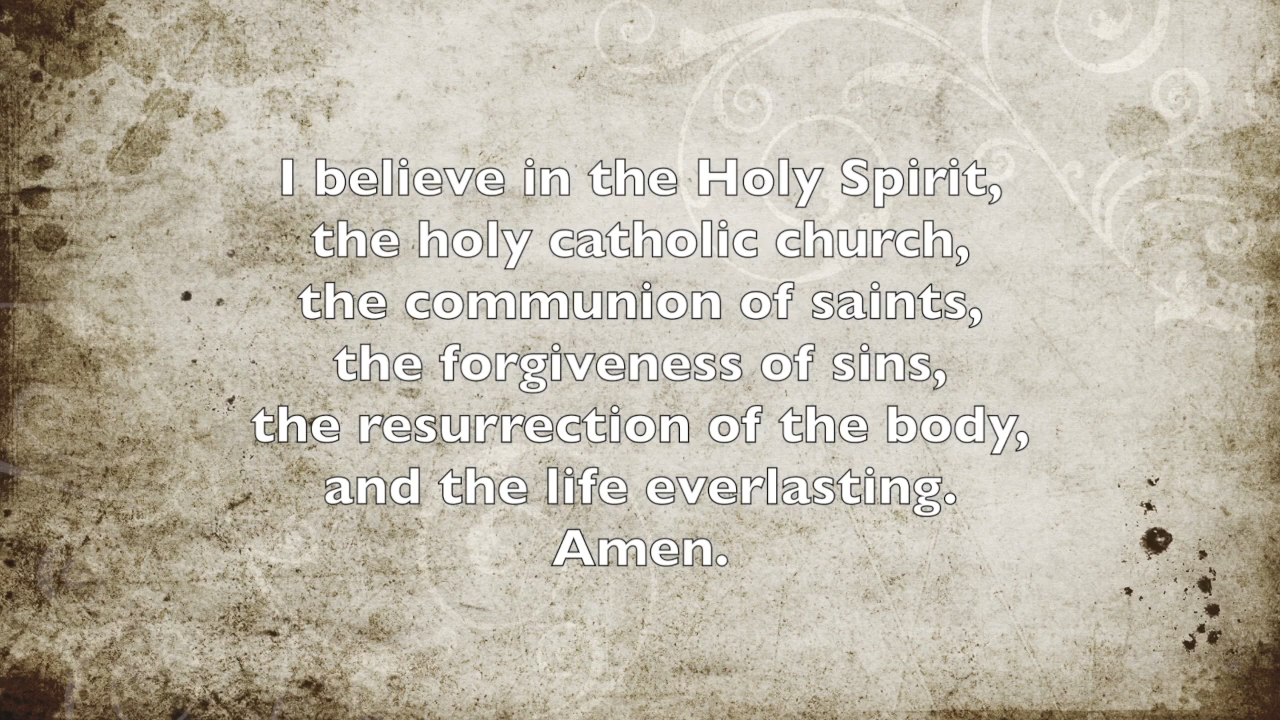 I believe in the Holy Spirit,
the holy catholic church,
the communion of saints,
the forgiveness of sins,
the resurrection of the body,
and the life everlasting.
Amen.